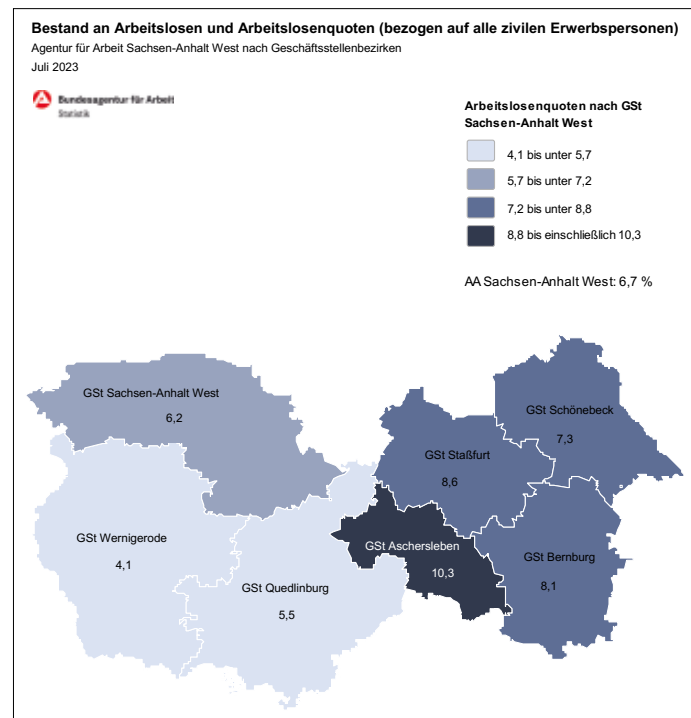 Bestand an Arbeitslosen und Arbeitslosenquoten (bezogen auf alle zivilen Erwerbspersonen)
Agentur für Arbeit Sachsen-Anhalt West nach Geschäftsstellenbezirken
Juli 2023
Bundesagentur für Arbeit
Statistik
Arbeitslosenquoten nach GSt
Sachsen-Anhalt West
4,1 bis unter 5,7
5,7 bis unter 7,2
7,2 bis unter 8,8
8,8 bis einschließlich 10,3
AA Sachsen-Anhalt West: 6,7 %
GSt Sachsen-Anhalt West
6,2
GSt Schönebeck
7,3
GSt Staßfurt
8,6
GSt Wernigerode
4,1
GSt Aschersleben
10,3
GSt Bernburg
8,1
GSt Quedlinburg
5,5